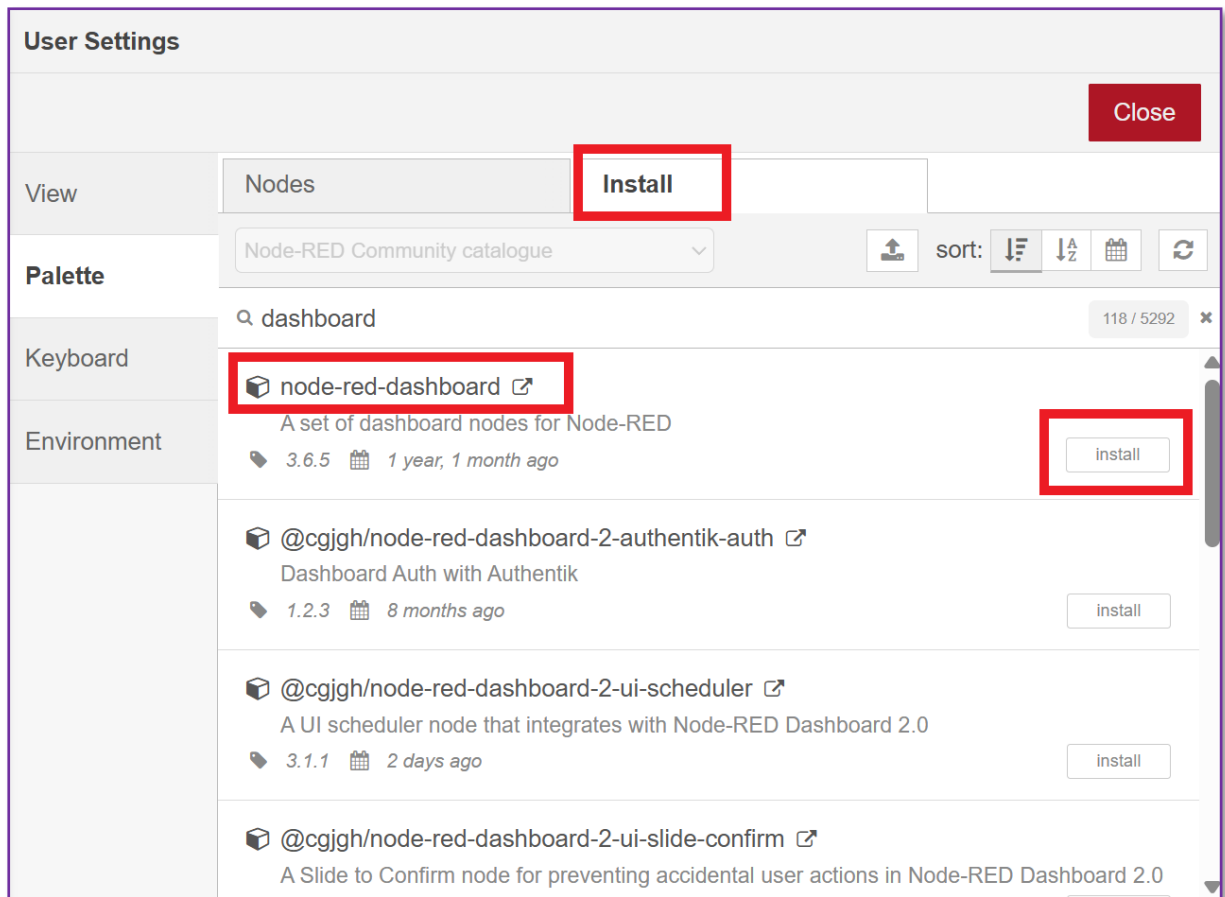 User Settings
Close
View
Palette
Keyboard
Environment
Nodes
Install
Node-RED Community catalogue
sort:
dashboard
118 / 5292
node-red-dashboard
A set of dashboard nodes for Node-RED
3.6.5 1 year, 1 month ago
install
@cgjgh/node-red-dashboard-2-authentik-auth
Dashboard Auth with Authentik
1.2.3 8 months ago
install
@cgjgh/node-red-dashboard-2-ui-scheduler
A UI scheduler node that integrates with Node-RED Dashboard 2.0
3.1.1 2 days ago
install
@cgjgh/node-red-dashboard-2-ui-slide-confirm
A Slide to Confirm node for preventing accidental user actions in Node-RED Dashboard 2.0